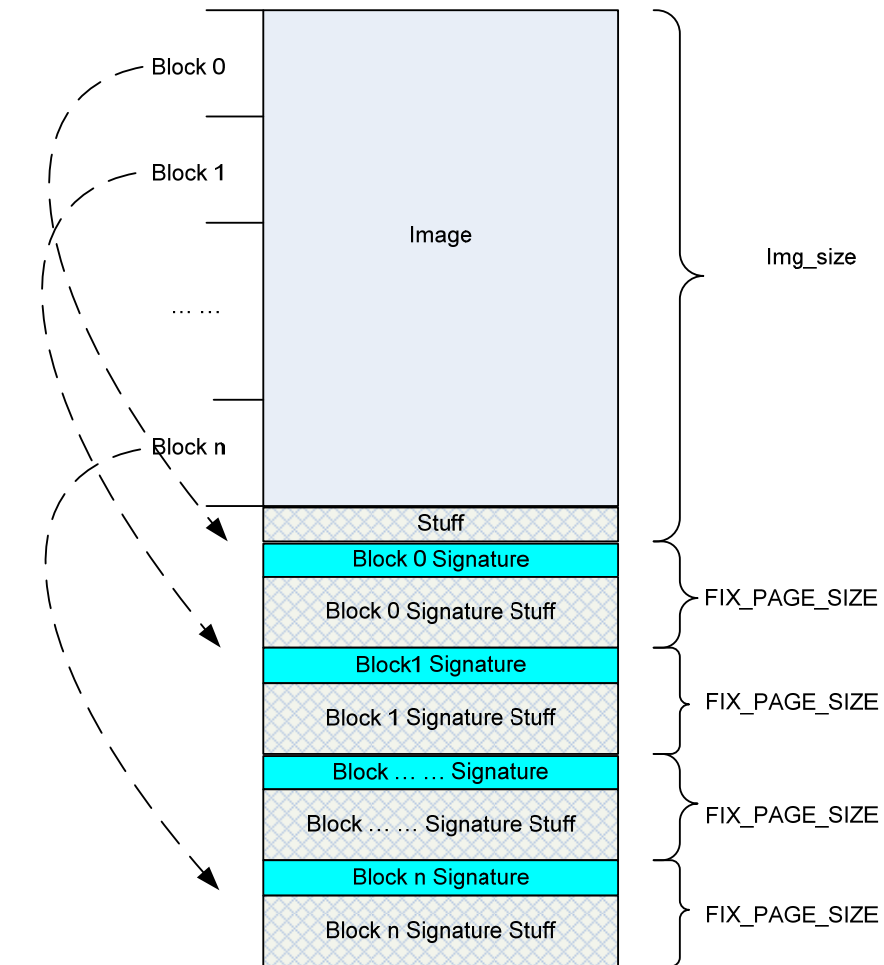 Block 0
Block 1
Image
Img_size
… …
Block n
Stuff
Block 0 Signature
Block 0 Signature Stuff
FIX_PAGE_SIZE
Block1 Signature
Block 1 Signature Stuff
FIX_PAGE_SIZE
Block … … Signature
Block … … Signature Stuff
FIX_PAGE_SIZE
Block n Signature
Block n Signature Stuff
FIX_PAGE_SIZE